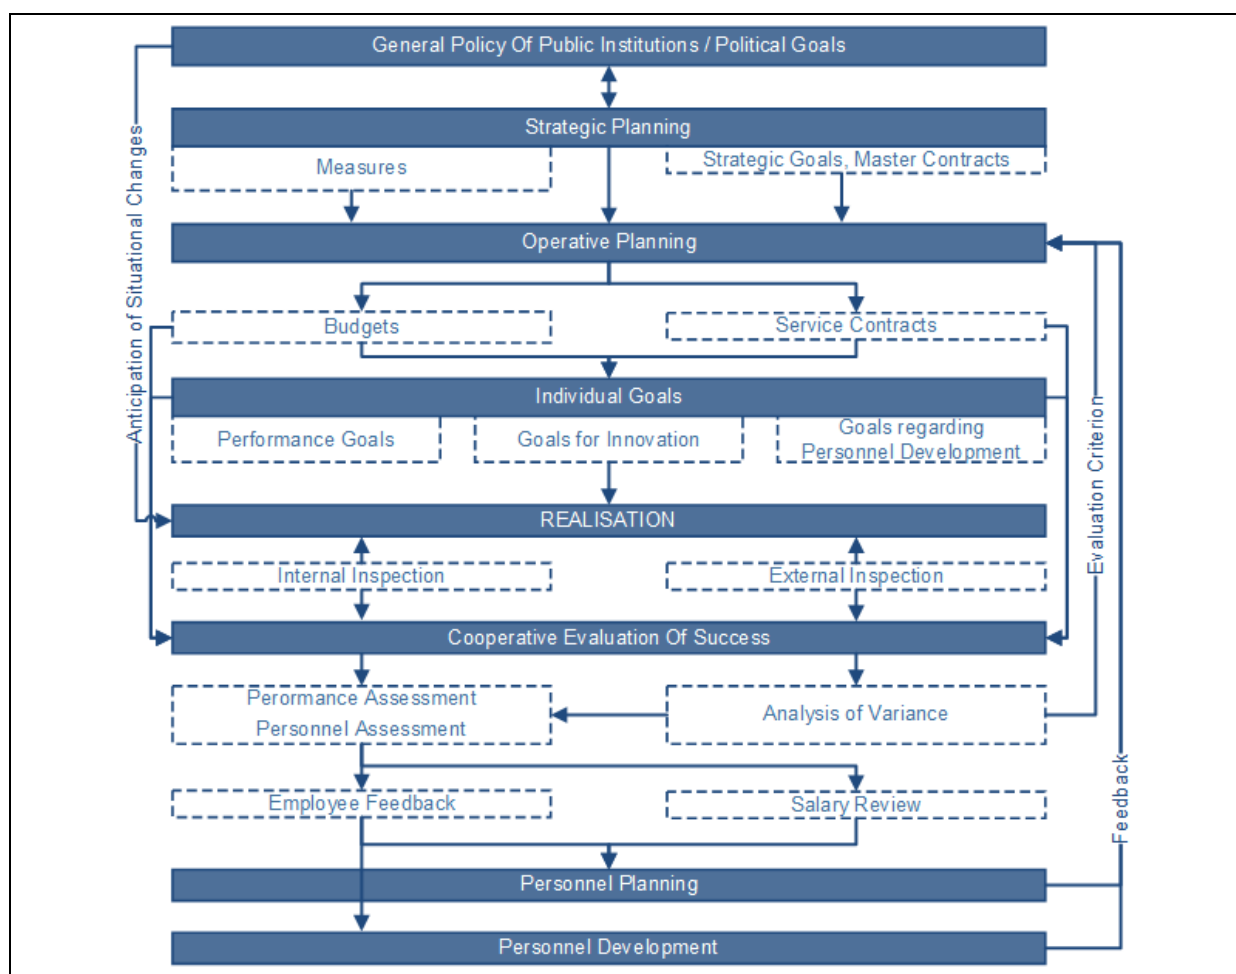 General Policy Of Public Institutions / Political Goals
Strategic Planning
Measures
Strategic Goals, Master Contracts
Operative Planning
Budgets
Service Contracts
Individual Goals
Performance Goals
Goals for Innovation
Goals regarding
Personnel Development
REALISATION
Internal Inspection
External Inspection
Cooperative Evaluation Of Success
Perormance Assessment
Personnel Assessment
Analysis of Variance
Employee Feedback
Salary Review
Personnel Planning
Personnel Development
Anticipation of Situational Changes
Evaluation Criterion
Feedback